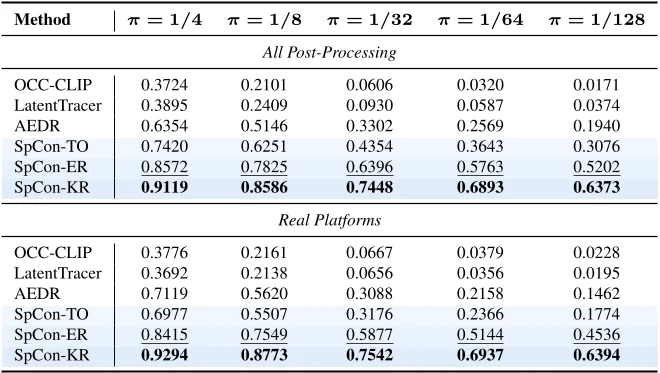 Method π = 1/4 π = 1/8 π = 1/32 π = 1/64 π = 1/128
All Post-Processing
OCC-CLIP 0.3724 0.2101 0.0606 0.0320 0.0171
LatentTracer 0.3895 0.2409 0.0930 0.0587 0.0374
AEDR 0.6354 0.5146 0.3302 0.2569 0.1940
SpCon-TO 0.7420 0.6251 0.4354 0.3643 0.3076
SpCon-ER 0.8572 0.7825 0.6396 0.5763 0.5202
SpCon-KR 0.9119 0.8586 0.7448 0.6893 0.6373
Real Platforms
OCC-CLIP 0.3776 0.2161 0.0667 0.0379 0.0228
LatentTracer 0.3692 0.2138 0.0656 0.0356 0.0195
AEDR 0.7119 0.5620 0.3088 0.2158 0.1462
SpCon-TO 0.6977 0.5507 0.3176 0.2366 0.1774
SpCon-ER 0.8415 0.7549 0.5877 0.5144 0.4536
SpCon-KR 0.9294 0.8773 0.7542 0.6937 0.6394